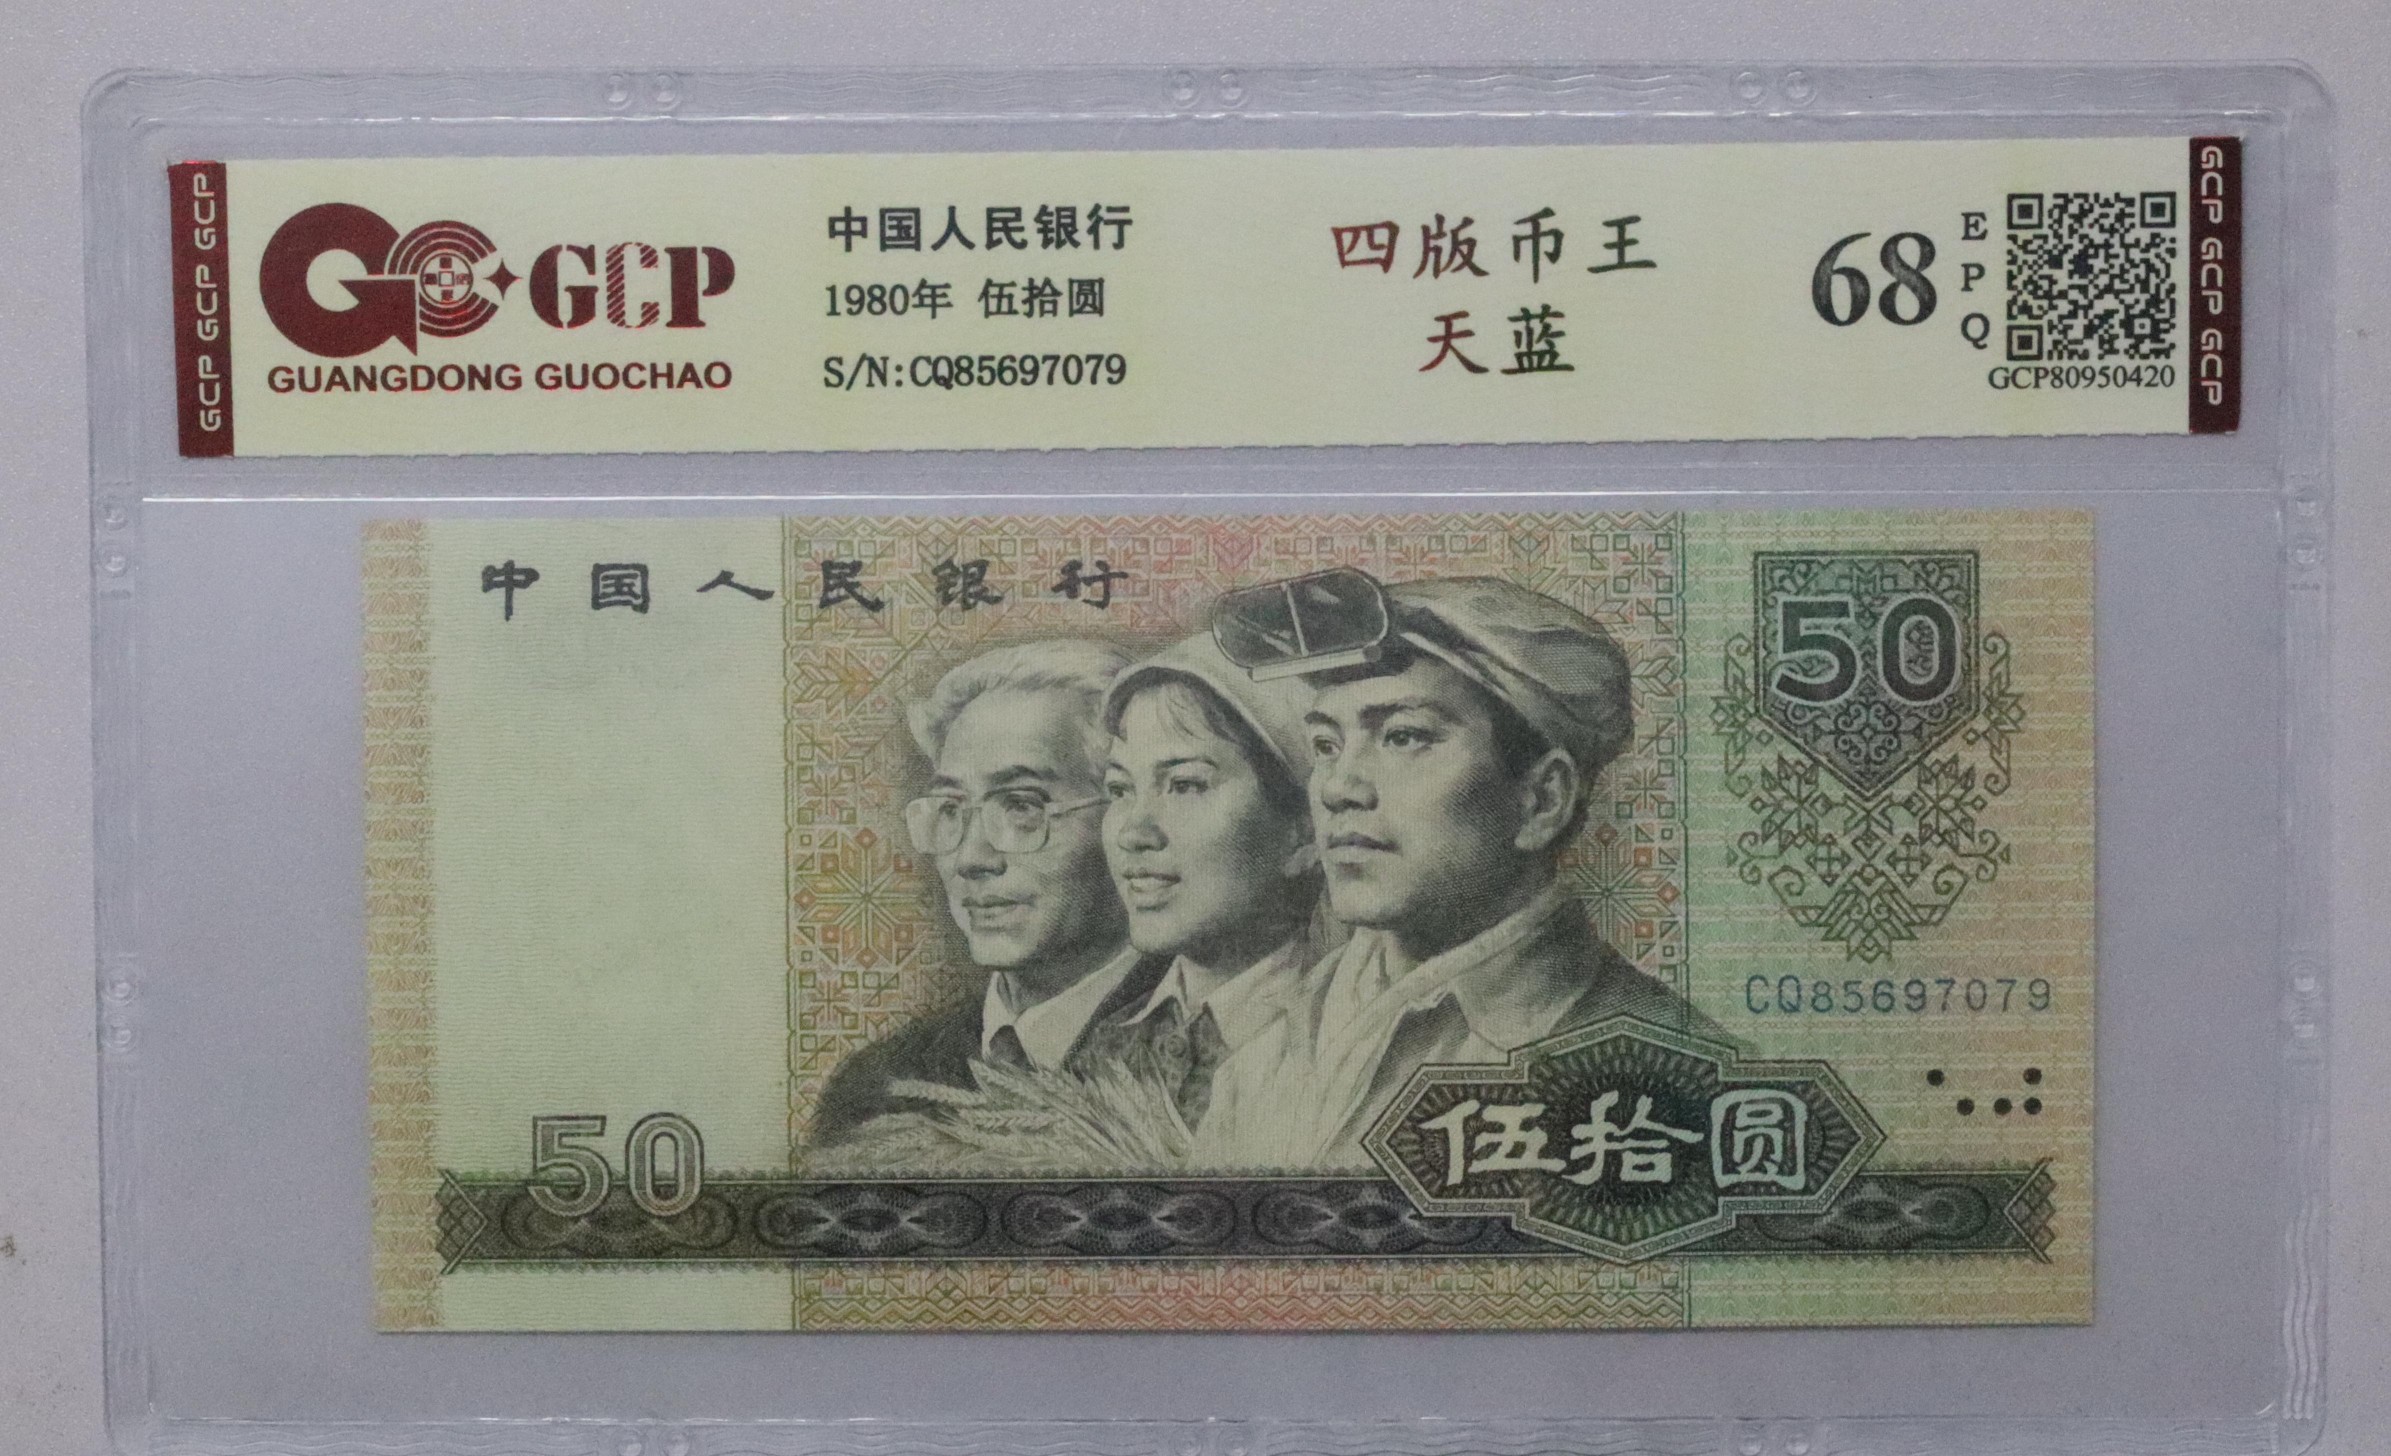 GCP GCP GCP
GCP
GUANGDONG GUOCHAO
中国人民银行
1980年 伍拾圆
S/N:CQ85697079
四版币王
天蓝
68
EPQ
GCP80950420
GCP GCP GCP
中国人民银行
50
CQ85697079
50
伍拾圆